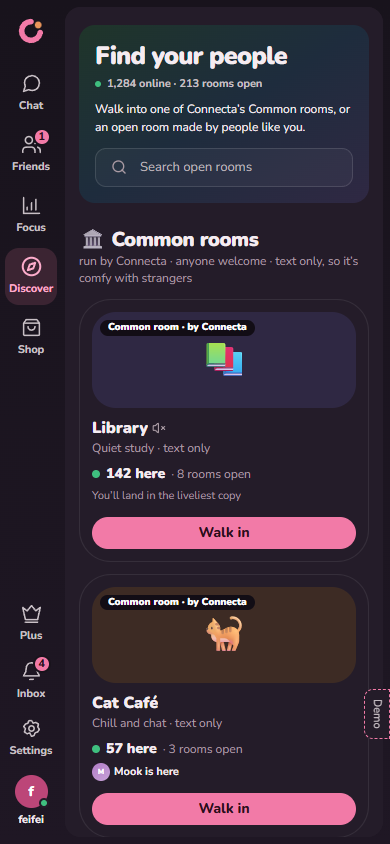 Chat
1
Friends
Focus
Discover
Shop
Plus
4
Inbox
Settings
f
feifei
Find your people
1,284 online · 213 rooms open
Walk into one of Connecta's Common rooms, or
an open room made by people like you.
Search open rooms
Common rooms
run by Connecta · anyone welcome · text only, so it's
comfy with strangers
Common room · by Connecta
Library
Quiet study · text only
142 here · 8 rooms open
You'll land in the liveliest copy
Walk in
Common room · by Connecta
Cat Café
Chill and chat · text only
57 here · 3 rooms open
M Mook is here
Walk in
Demo